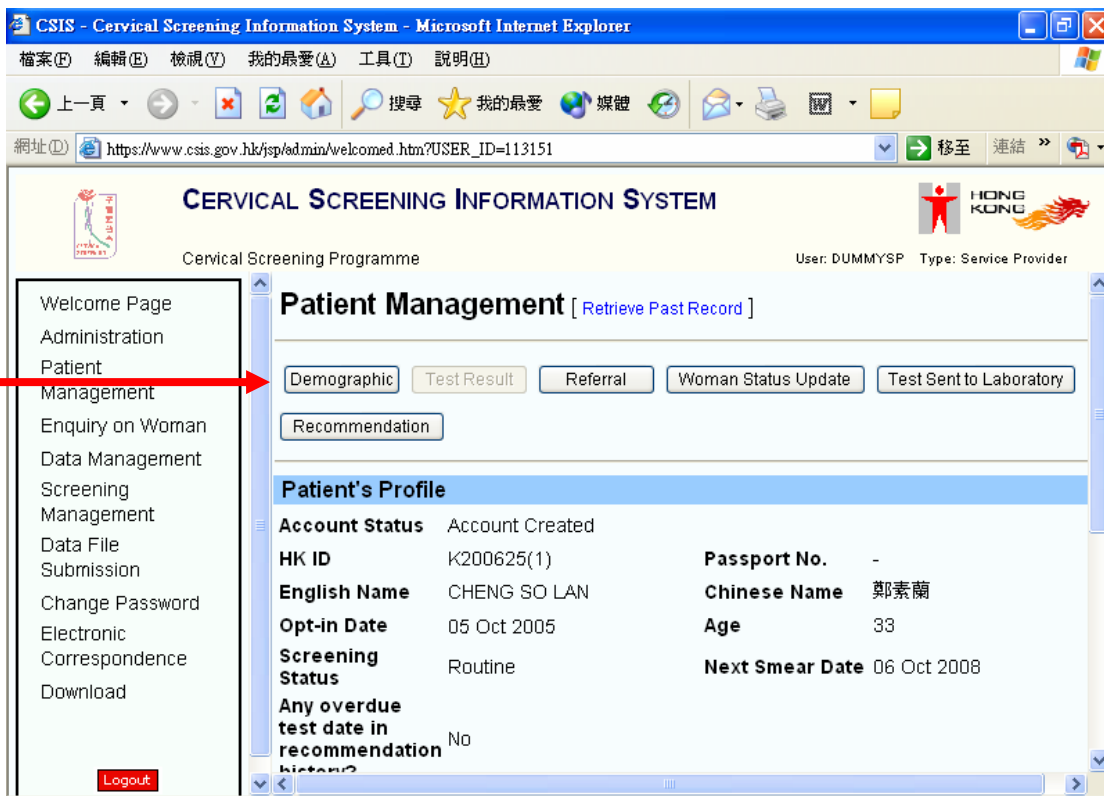 CSIS - Cervical Screening Information System - Microsoft Internet Explorer
檔案(F) 編輯(E) 檢視(V) 我的最愛(A) 工具(T) 說明(H)
上一頁 搜尋 我的最愛 媒體
網址(D) https://www.csis.gov.hk/jsp/admin/welcomed.htm?USER_ID=113151 移至 連結 »
CERVICAL SCREENING INFORMATION SYSTEM
HONG KONG
Cervical Screening Programme User: DUMMYSP Type: Service Provider
Welcome Page
Administration
Patient
Management
Enquiry on Woman
Data Management
Screening
Management
Data File
Submission
Change Password
Electronic
Correspondence
Download
Logout
Patient Management [ Retrieve Past Record ]
Demographic Test Result Referral Woman Status Update Test Sent to Laboratory
Recommendation
Patient's Profile
Account Status Account Created
HK ID K200625(1) Passport No. -
English Name CHENG SO LAN Chinese Name 鄭素蘭
Opt-in Date 05 Oct 2005 Age 33
Screening
Status Routine Next Smear Date 06 Oct 2008
Any overdue
test date in
recommendation No
history?